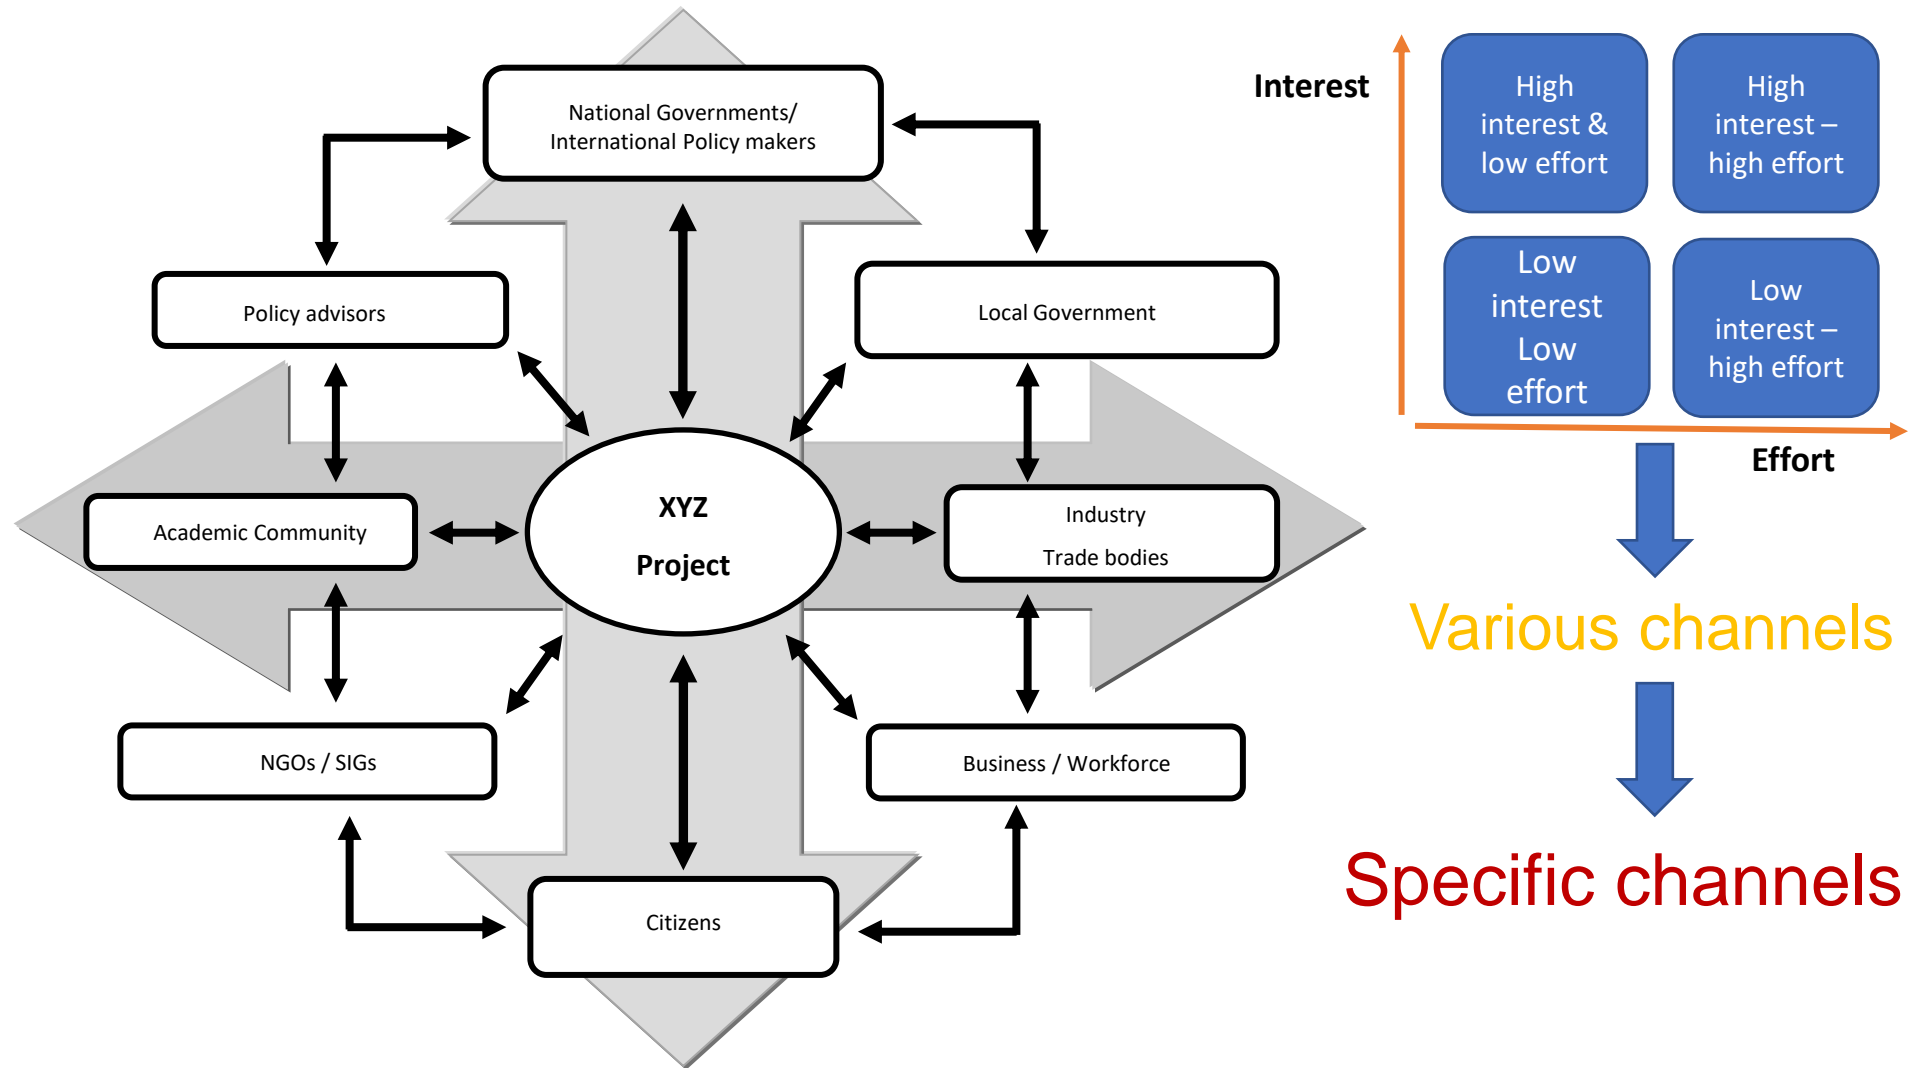 National Governments/
International Policy makers
Policy advisors
Local Government
Academic Community
XYZ
Project
Industry
Trade bodies
NGOs / SIGs
Business / Workforce
Citizens
Interest
High
interest &
low effort
High
interest –
high effort
Low
interest
Low
effort
Low
interest –
high effort
Effort
Various channels
Specific channels